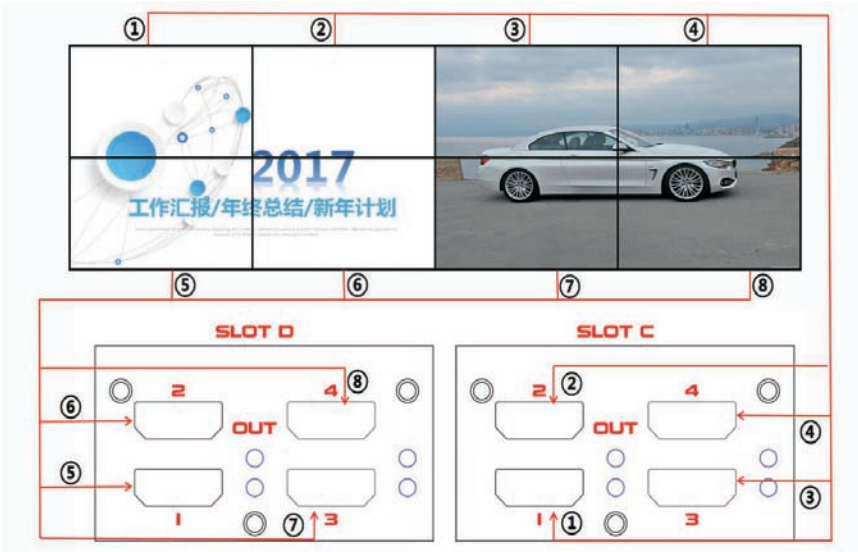 ① ② ③ ④
2017
工作汇报/年终总结/新年计划
⑤ ⑥ ⑦ ⑧
SLOT D SLOT C
2 4 ⑧ 2 ② 4
⑥ OUT OUT ④
⑤ ③
1 ⑦ 3 1 ① 3